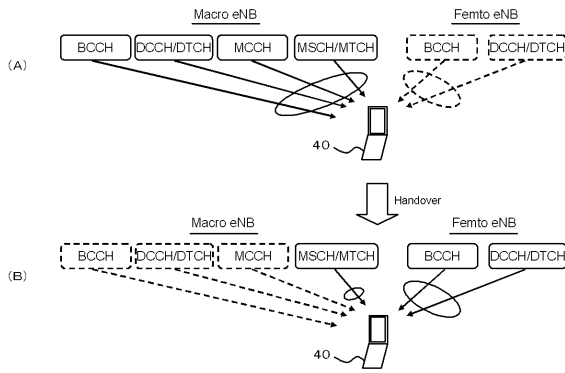 Macro eNB Femto eNB
(A) BCCH DCCH/DTCH MCCH MSCH/MTCH BCCH DCCH/DTCH
40
Handover
Macro eNB Femto eNB
(B) BCCH DCCH/DTCH MCCH MSCH/MTCH BCCH DCCH/DTCH
40